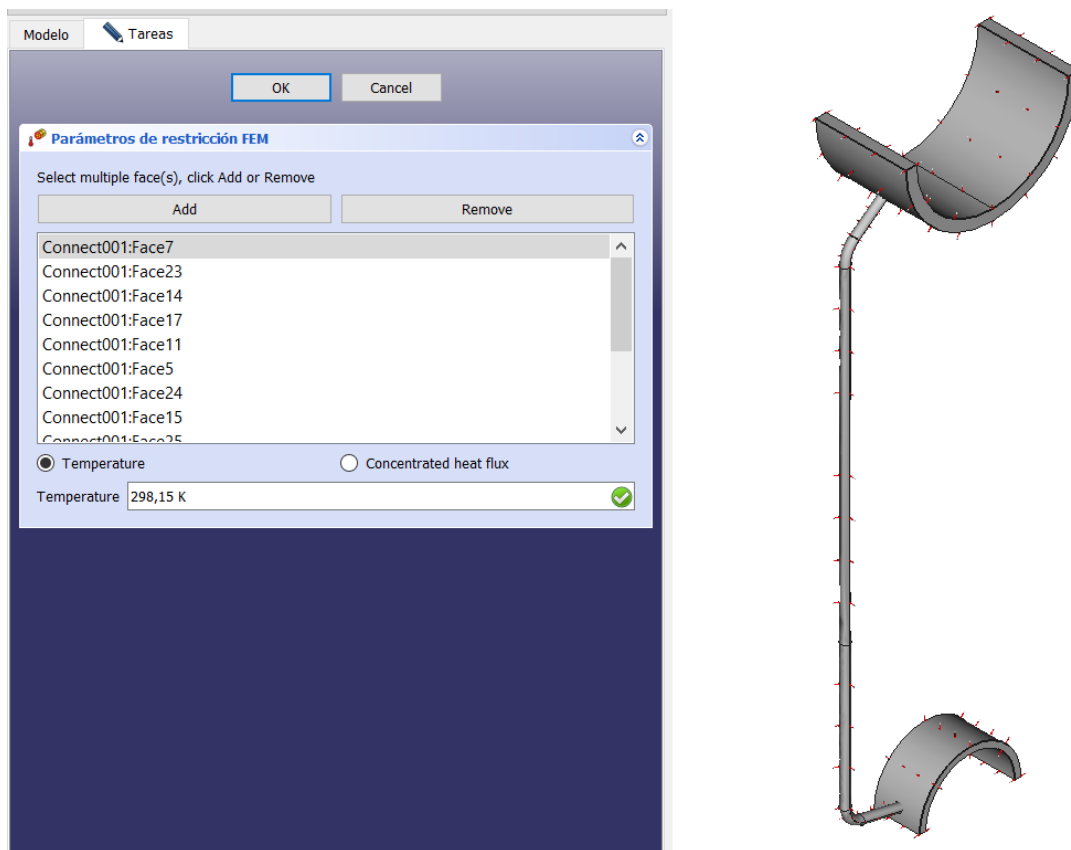 Modelo
Tareas
OK
Cancel
Parámetros de restricción FEM
Select multiple face(s), click Add or Remove
Add
Remove
Connect001:Face7
Connect001:Face23
Connect001:Face14
Connect001:Face17
Connect001:Face11
Connect001:Face5
Connect001:Face24
Connect001:Face15
Connect001:Face25
Temperature
Concentrated heat flux
Temperature 298,15 K